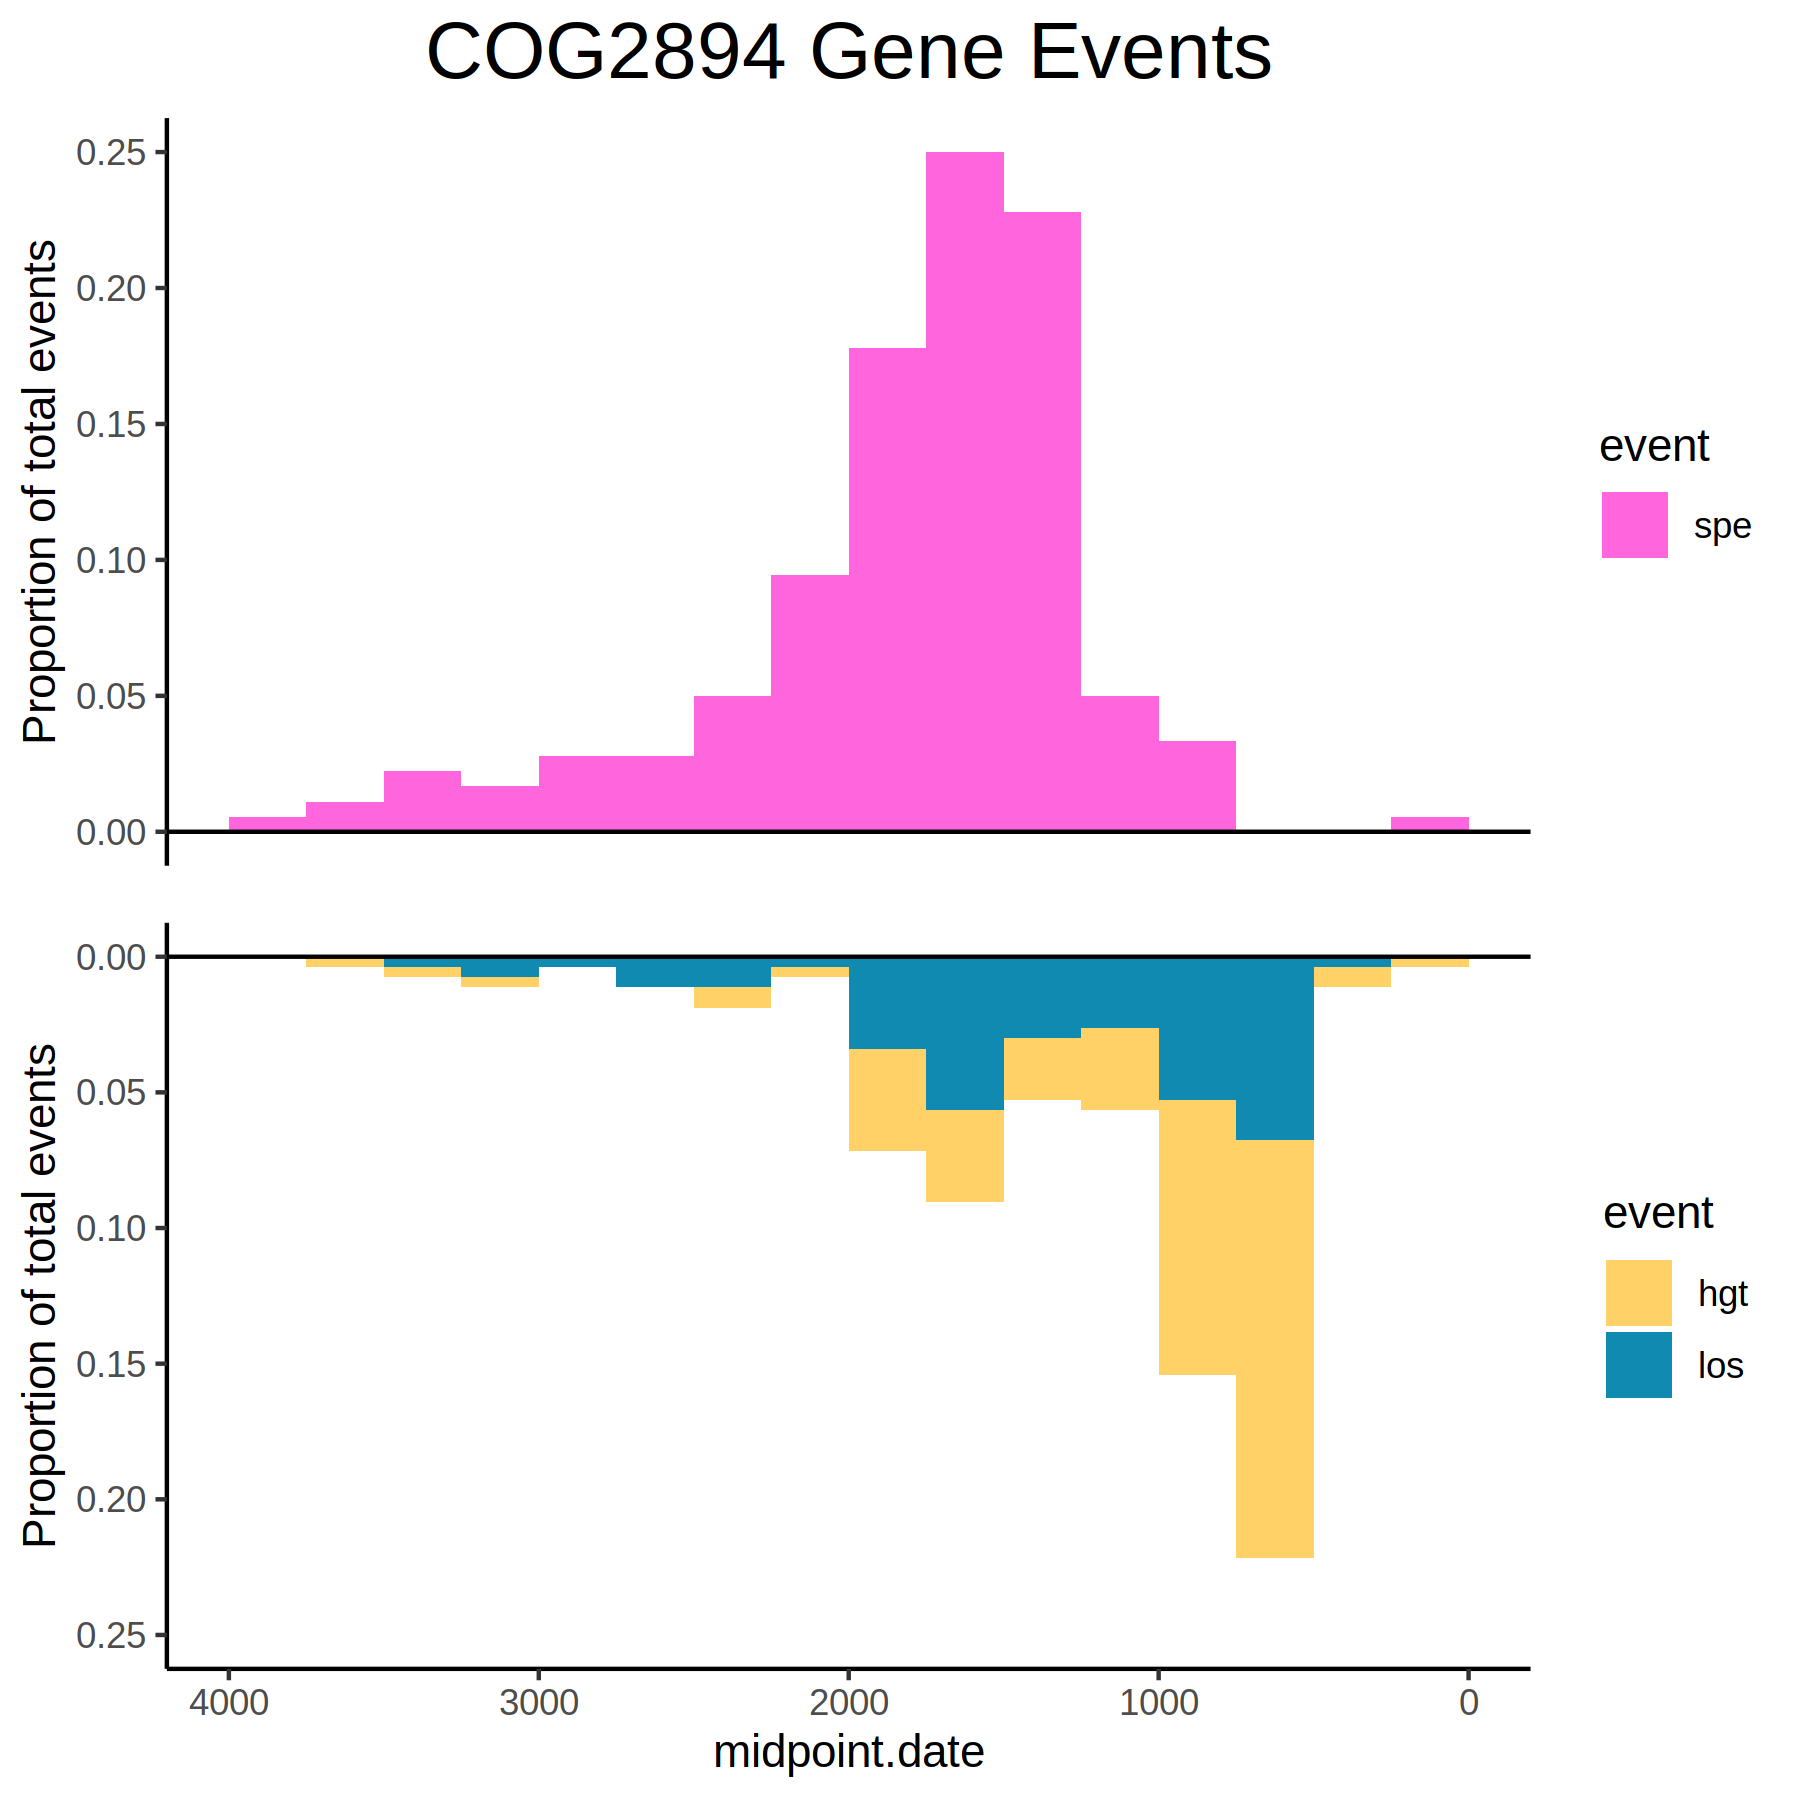 COG2894 Gene Events
Proportion of total events
0.25
0.20
0.15
0.10
0.05
0.00
event
spe
Proportion of total events
0.00
0.05
0.10
0.15
0.20
0.25
4000 3000 2000 1000 0
midpoint.date
event
hgt
los